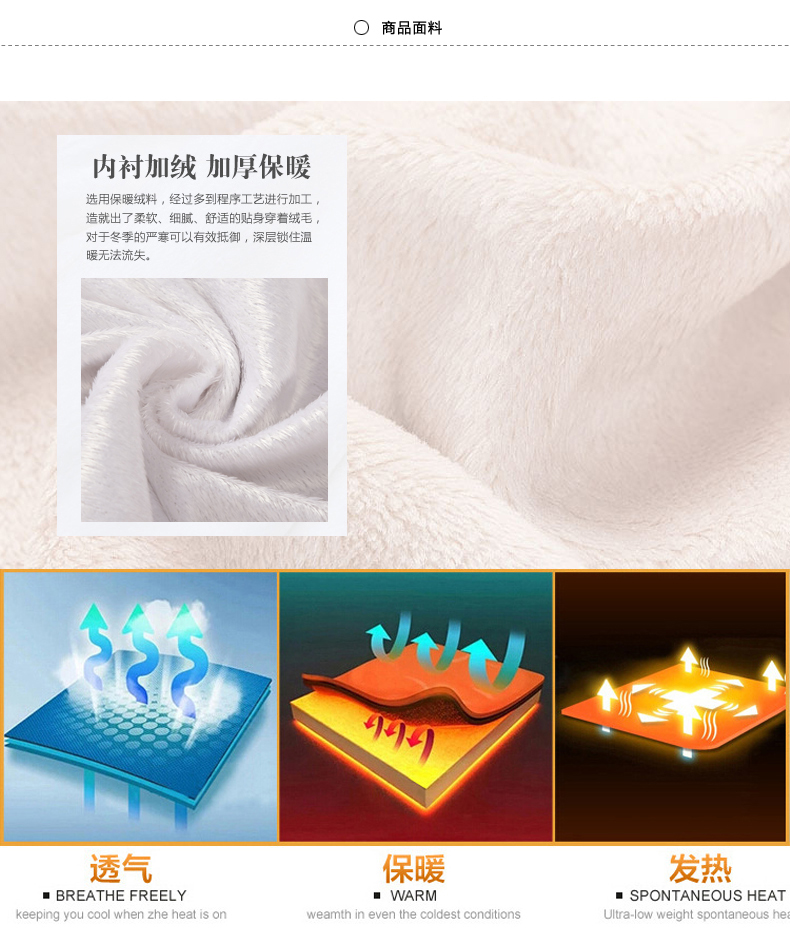 商品面料
内衬加绒 加厚保暖
选用保暖绒料，经过多到程序工艺进行加工，
造就出了柔软、细腻、舒适的贴身穿着绒毛，
对于冬季的严寒可以有效抵御，深层锁住温
暖无法流失。
透气
■ BREATHE FREELY
keeping you cool when zhe heat is on
保暖
■ WARM
weamth in even the coldest conditions
发热
■ SPONTANEOUS HEAT
Ultra-low weight spontaneous hea